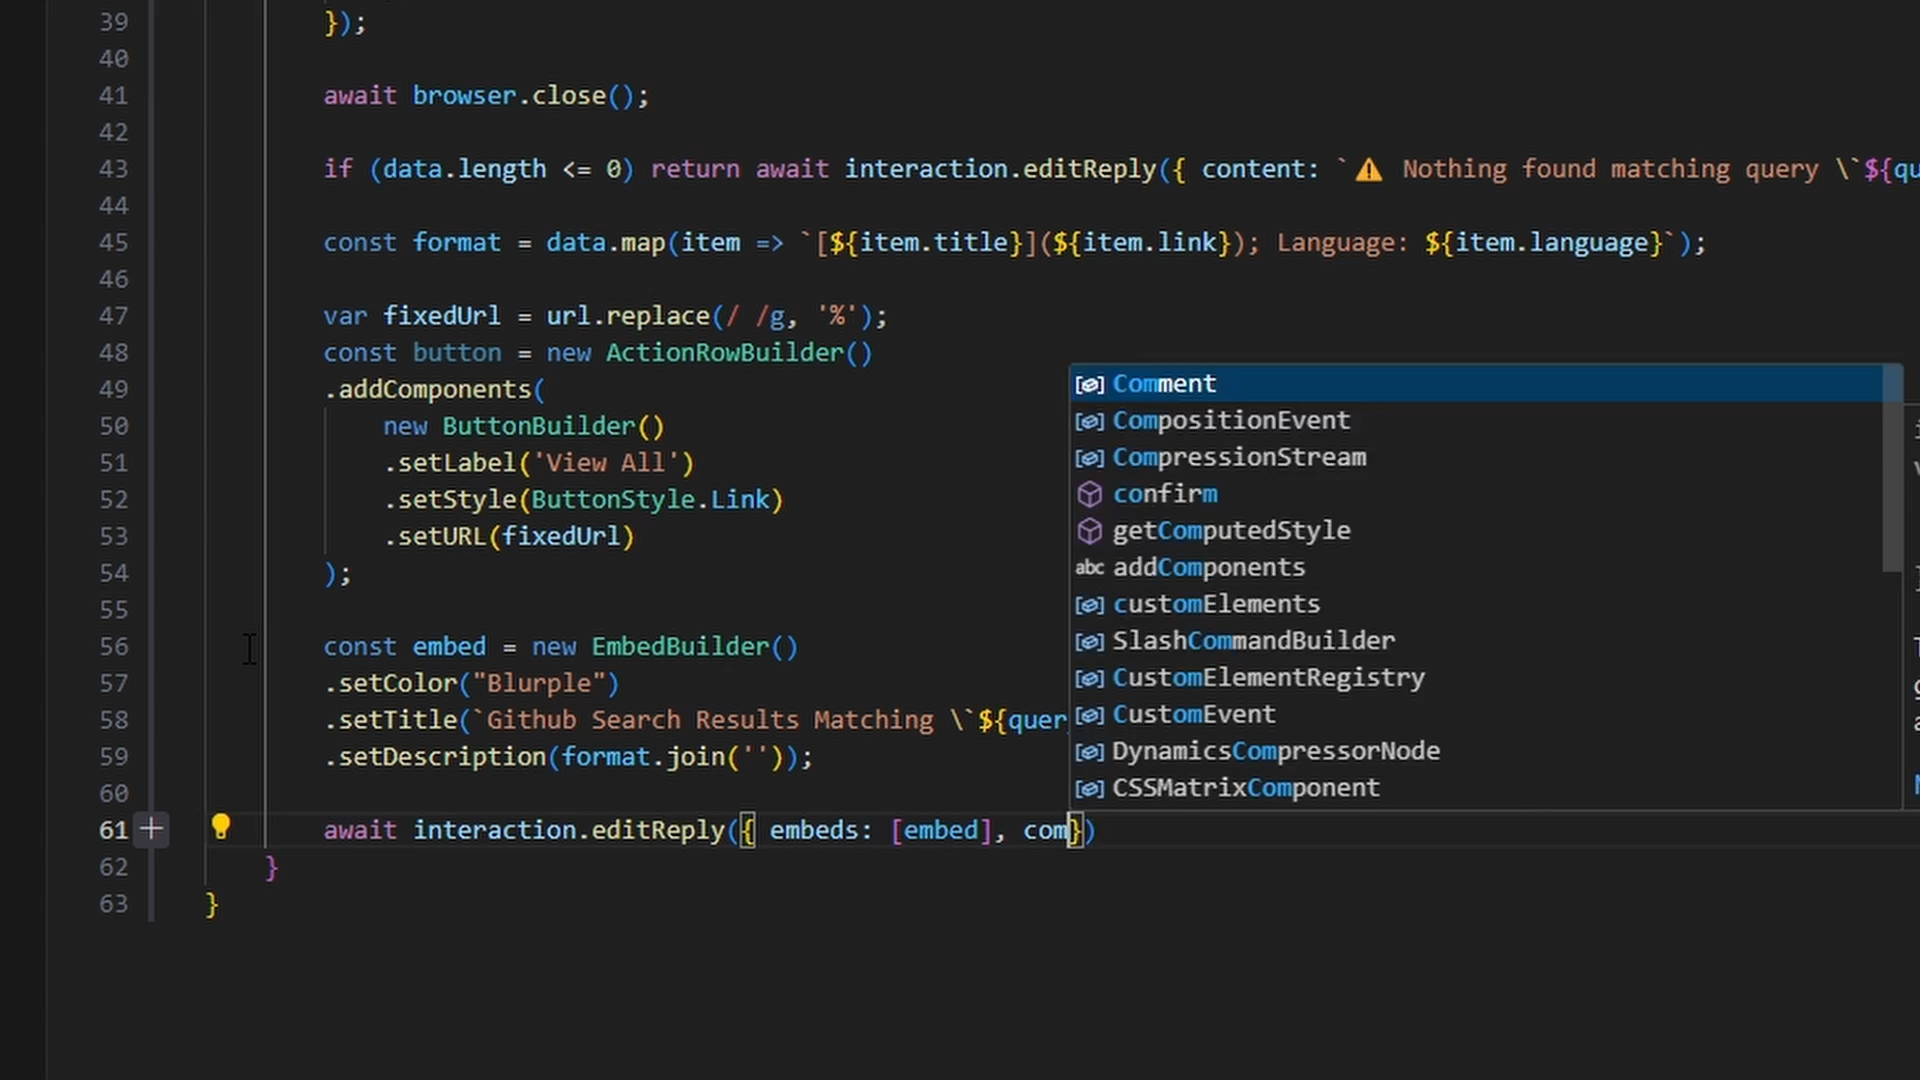 39 });
40
41 await browser.close();
42
43 if (data.length <= 0) return await interaction.editReply({ content: `⚠️ Nothing found matching query \`${qu
44
45 const format = data.map(item => `[${item.title}](${item.link}); Language: ${item.language}`);
46
47 var fixedUrl = url.replace(/ /g, '%');
48 const button = new ActionRowBuilder()
49 .addComponents(
50 new ButtonBuilder()
51 .setLabel('View All')
52 .setStyle(ButtonStyle.Link)
53 .setURL(fixedUrl)
54 );
55
56 const embed = new EmbedBuilder()
57 .setColor("Blurple")
58 .setTitle(`Github Search Results Matching \`${quer
59 .setDescription(format.join(''));
60
61 await interaction.editReply({ embeds: [embed], com})
62 }
63 }
Comment
CompositionEvent
CompressionStream
confirm
getComputedStyle
abc addComponents
customElements
SlashCommandBuilder
CustomElementRegistry
CustomEvent
DynamicsCompressorNode
CSSMatrixComponent